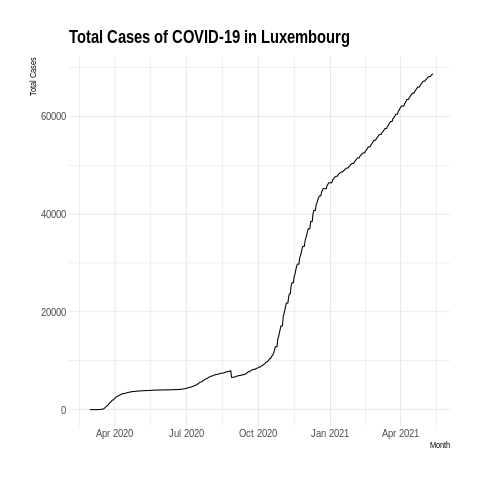 Total Cases of COVID-19 in Luxembourg
Total Cases
60000
40000
20000
0
Apr 2020 Jul 2020 Oct 2020 Jan 2021 Apr 2021
Month